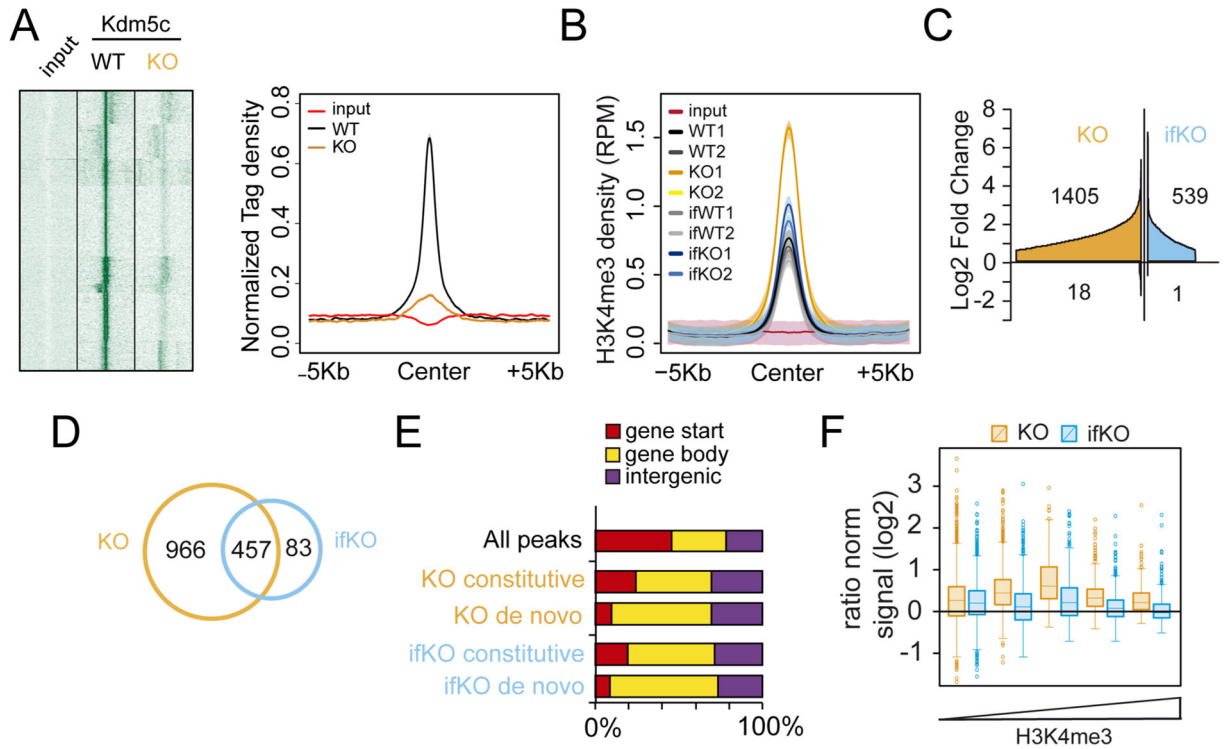 A
Kdm5c
input
WT
KO
Normalized Tag density
0.8
0.6
0.4
0.2
0.0
input
WT
KO
-5Kb
Center
+5Kb
B
H3K4me3 density (RPM)
1.5
1.0
0.5
0.0
input
WT1
WT2
KO1
KO2
ifWT1
ifWT2
ifKO1
ifKO2
−5Kb
Center
+5Kb
C
Log2 Fold Change
8
6
4
2
0
-2
KO
ifKO
1405
539
18
1
D
KO
966
457
83
ifKO
E
gene start
gene body
intergenic
All peaks
KO constitutive
KO de novo
ifKO constitutive
ifKO de novo
0%
100%
F
KO
ifKO
ratio norm
signal (log2)
3
2
1
0
-1
H3K4me3